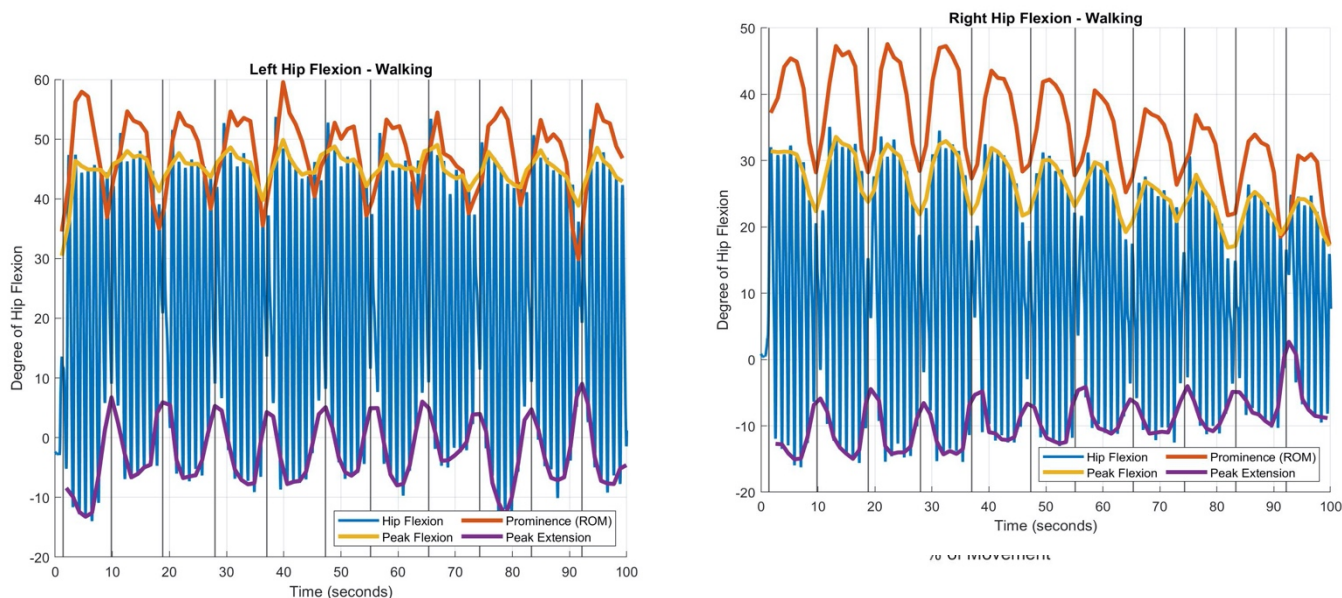 Left Hip Flexion - Walking
Degree of Hip Flexion
60
50
40
30
20
10
0
-10
-20
0 10 20 30 40 50 60 70 80 90 100
Time (seconds)
Hip Flexion Prominence (ROM)
Peak Flexion Peak Extension
Right Hip Flexion - Walking
Degree of Hip Flexion
50
40
30
20
10
0
-10
-20
0 10 20 30 40 50 60 70 80 90 100
Time (seconds)
Hip Flexion Prominence (ROM)
Peak Flexion Peak Extension
% of Movement